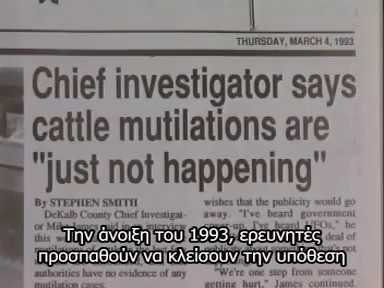 THURSDAY, MARCH 4, 1993
Chief investigator says
cattle mutilations are
"just not happening"
By STEPHEN SMITH
DeKalb County Chief Investigat-
wishes that the publicity would go
away. "I've heard government
Την άνοιξη του 1993, ερευνητές
προσπαθούν να κλείσουν την υπόθεση
authorities have no evidence of any
mutilation cases.
"We're one step from someone
getting hurt," James continued.